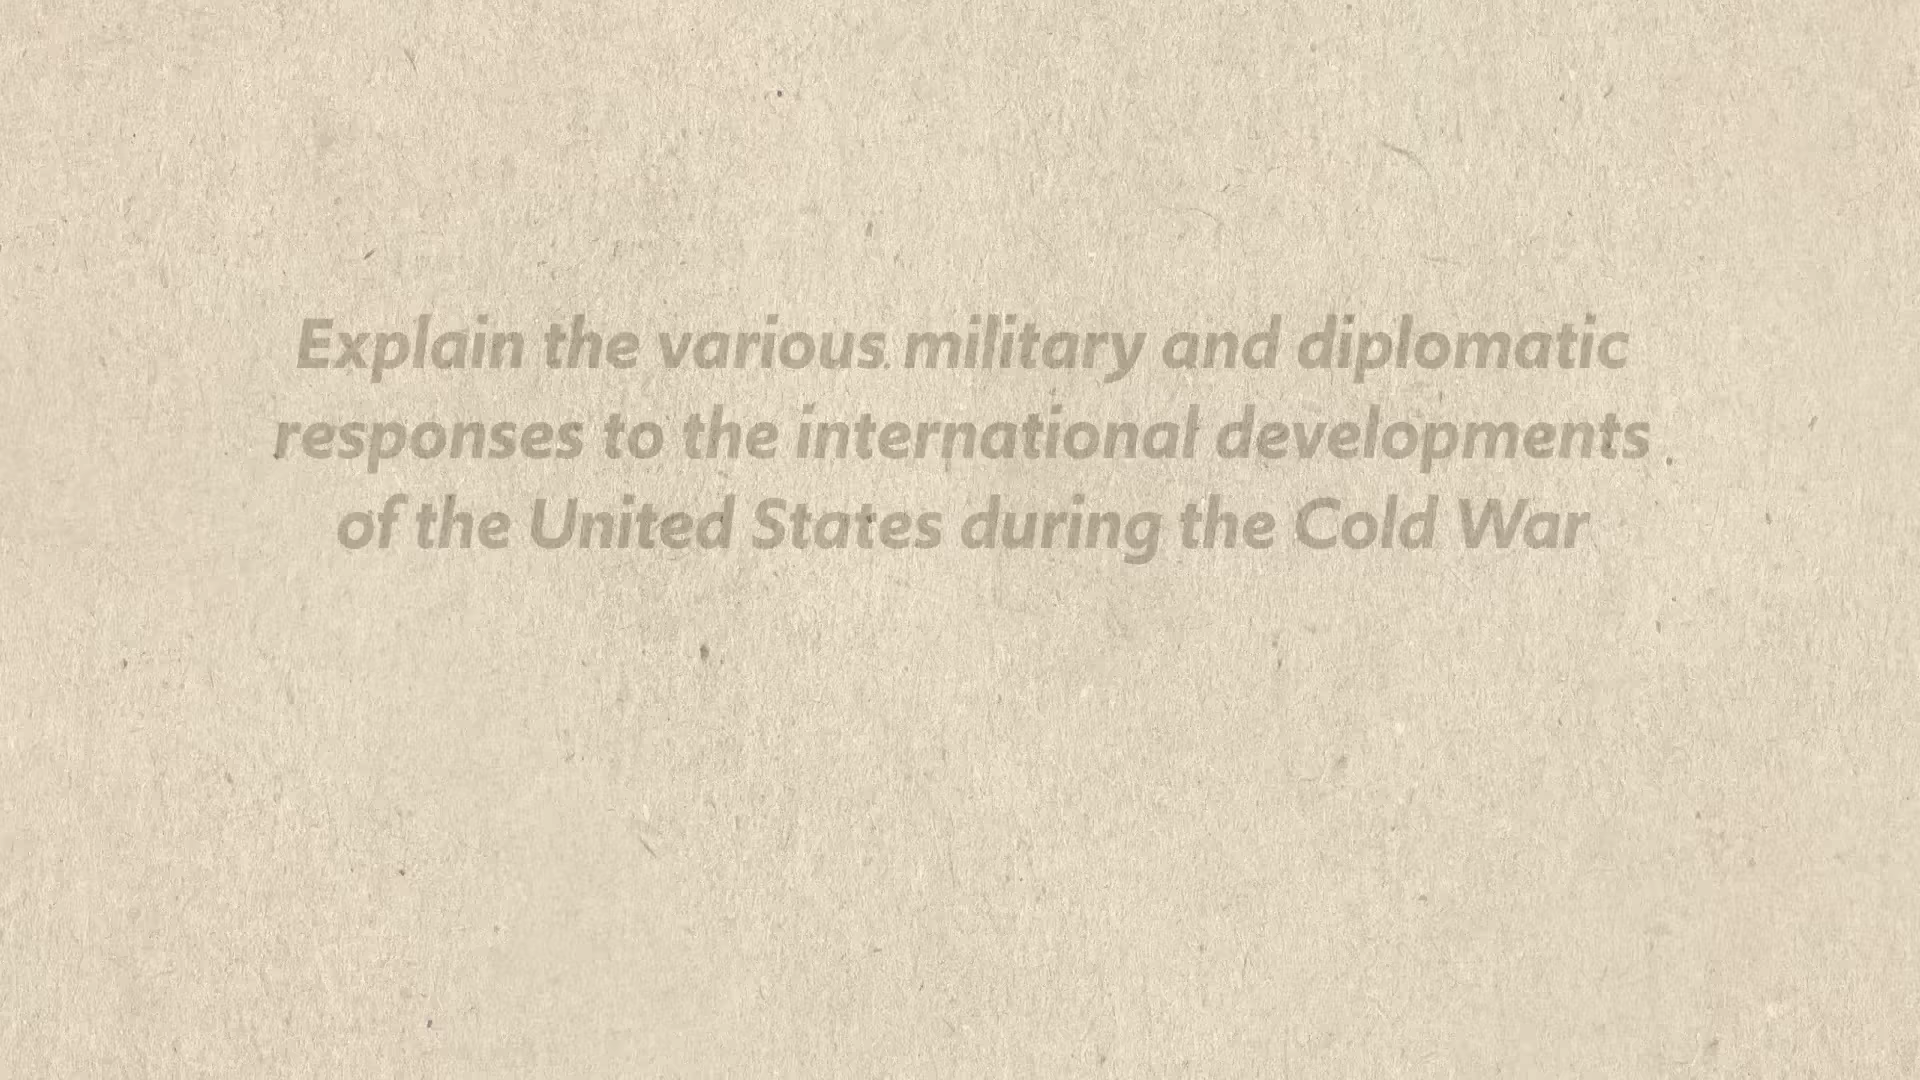 Explain the various military and diplomatic
responses to the international developments
of the United States during the Cold War